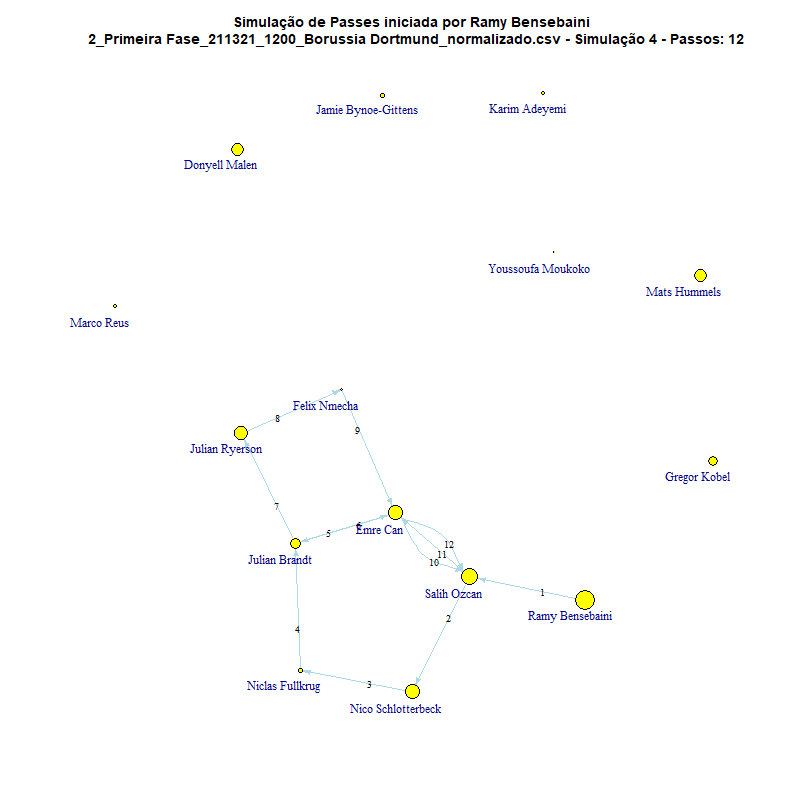 Simulação de Passes iniciada por Ramy Bensebaini
2_Primeira Fase_211321_1200_Borussia Dortmund_normalizado.csv - Simulação 4 - Passos: 12
Jamie Bynoe-Gittens
Karim Adeyemi
Donyell Malen
Youssoufa Moukoko
Mats Hummels
Marco Reus
Felix Nmecha
8
9
Julian Ryerson
Gregor Kobel
7
6
5
Emre Can
12
11
10
Julian Brandt
Salih Ozcan
1
Ramy Bensebaini
2
4
3
Niclas Fullkrug
Nico Schlotterbeck